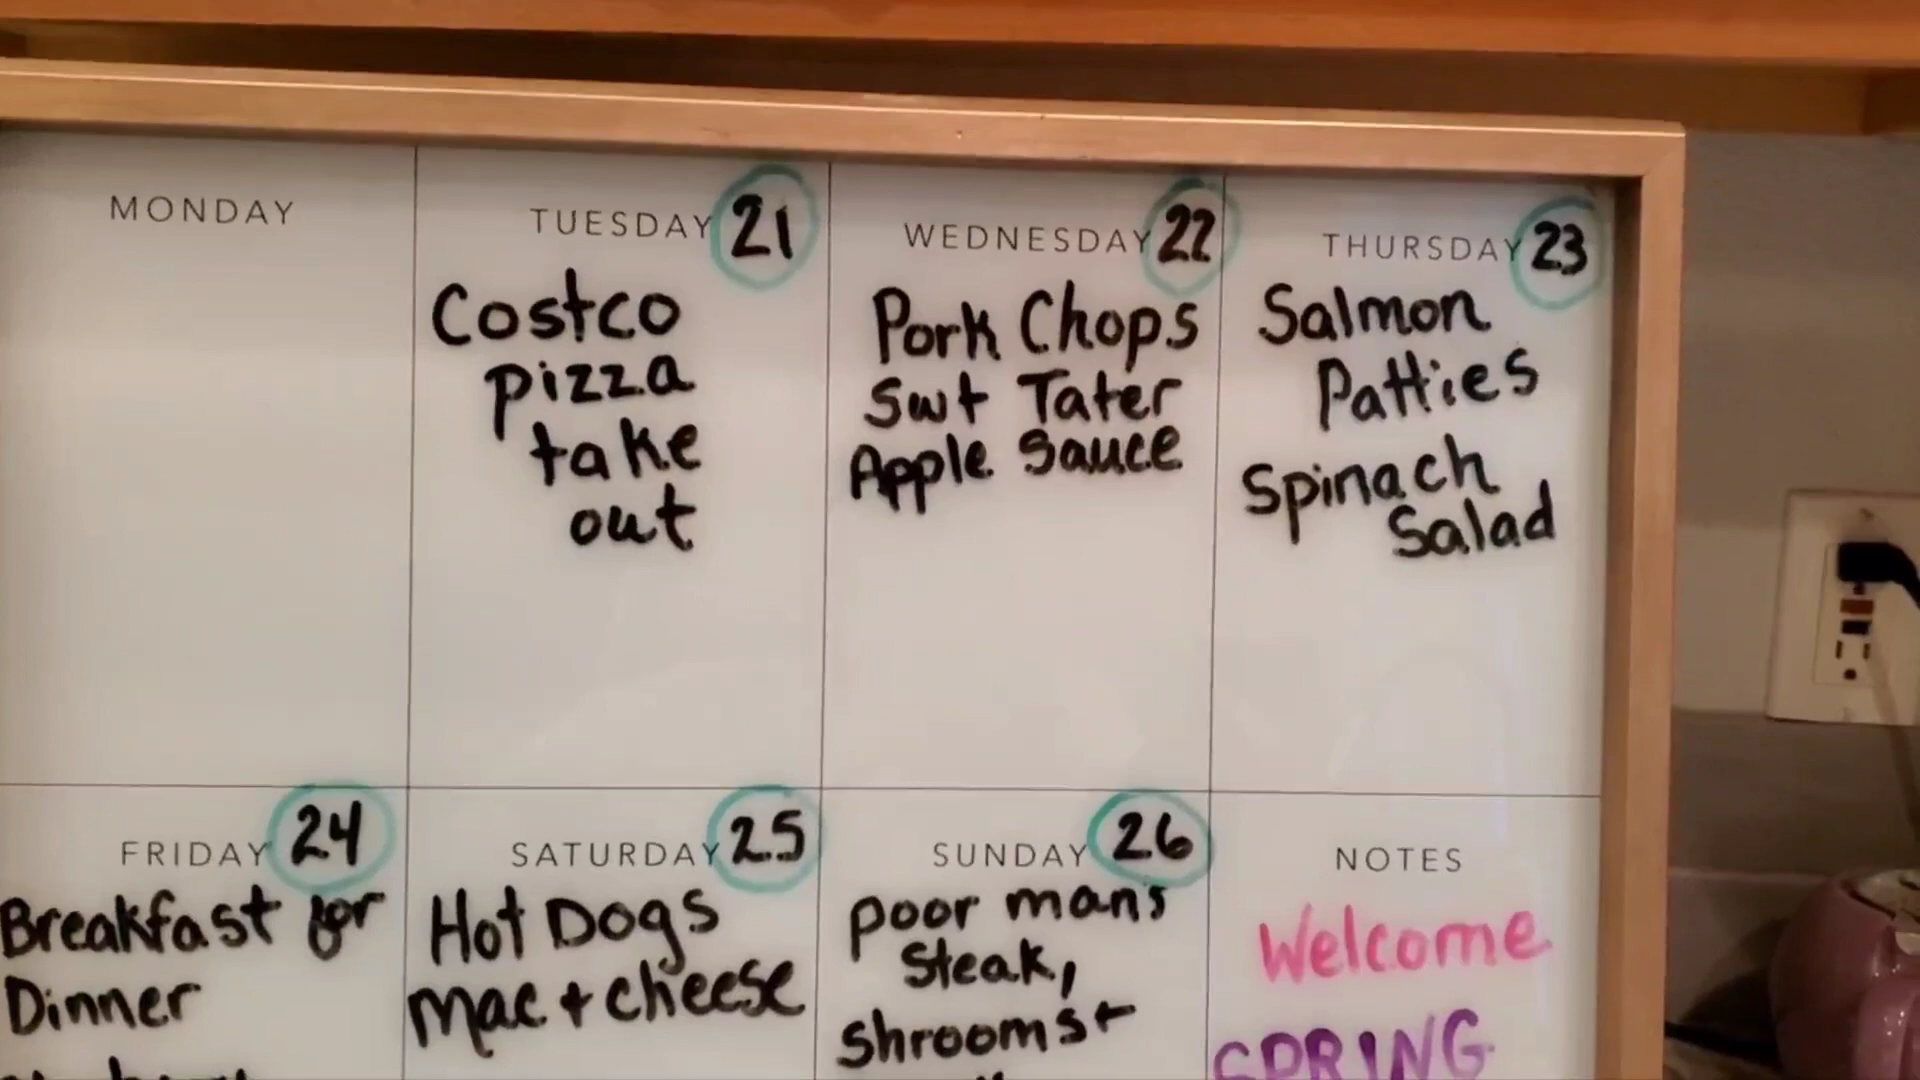 MONDAY
TUESDAY 21
Costco
pizza
take
out
WEDNESDAY 22
Pork Chops
Swt Tater
Apple Sauce
THURSDAY 23
Salmon
Patties
Spinach
Salad
FRIDAY 24
Breakfast for
Dinner
SATURDAY 25
Hot Dogs
Mac + cheese
SUNDAY 26
poor man's
Steak,
Shrooms +
NOTES
Welcome
SPRING